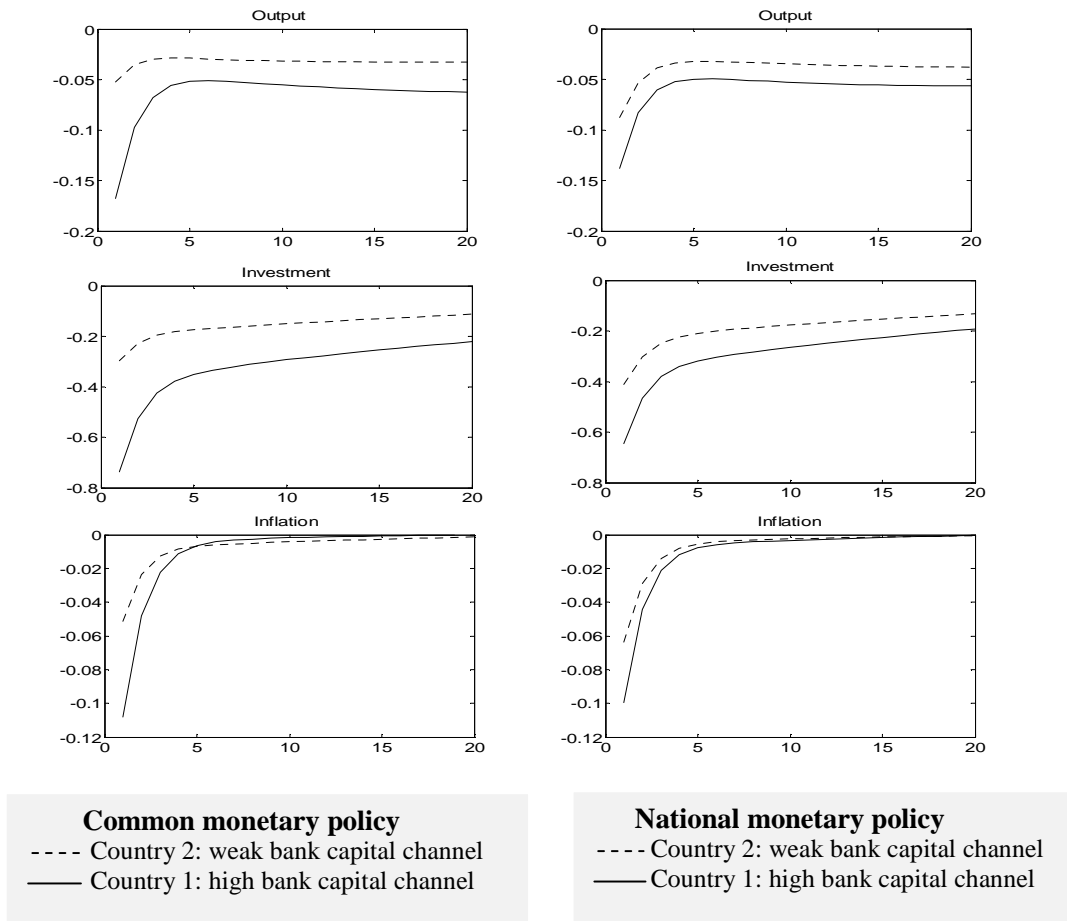 Output
0
-0.05
-0.1
-0.15
-0.2
0 5 10 15 20
Output
0
-0.05
-0.1
-0.15
-0.2
0 5 10 15 20
Investment
0
-0.2
-0.4
-0.6
-0.8
0 5 10 15 20
Investment
0
-0.2
-0.4
-0.6
-0.8
0 5 10 15 20
Inflation
0
-0.02
-0.04
-0.06
-0.08
-0.1
-0.12
0 5 10 15 20
Inflation
0
-0.02
-0.04
-0.06
-0.08
-0.1
-0.12
0 5 10 15 20
Common monetary policy
Country 2: weak bank capital channel
Country 1: high bank capital channel
National monetary policy
Country 2: weak bank capital channel
Country 1: high bank capital channel